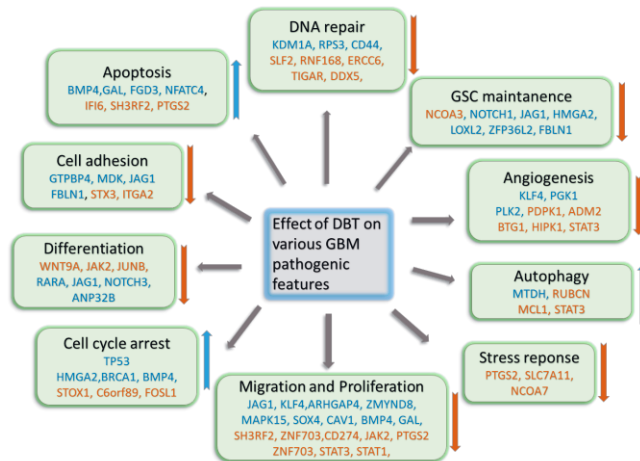 DNA repair
KDM1A, RPS3, CD44,
SLF2, RNF168, ERCC6,
TIGAR, DDX5,
Apoptosis
BMP4,GAL, FGD3, NFATC4,
IFI6, SH3RF2, PTGS2
GSC maintanence
NCOA3, NOTCH1, JAG1, HMGA2,
LOXL2, ZFP36L2, FBLN1
Cell adhesion
GTPBP4, MDK, JAG1
FBLN1, STX3, ITGA2
Angiogenesis
KLF4, PGK1
PLK2, PDPK1, ADM2
BTG1, HIPK1, STAT3
Effect of DBT on
various GBM
pathogenic
features
Differentiation
WNT9A, JAK2, JUNB,
RARA, JAG1, NOTCH3,
ANP32B
Autophagy
MTDH, RUBCN
MCL1, STAT3
Cell cycle arrest
TP53
HMGA2,BRCA1, BMP4,
STOX1, C6orf89, FOSL1
Stress reponse
PTGS2, SLC7A11,
NCOA7
Migration and Proliferation
JAG1, KLF4,ARHGAP4, ZMYND8,
MAPK15, SOX4, CAV1, BMP4, GAL,
SH3RF2, ZNF703,CD274, JAK2, PTGS2
ZNF703, STAT3, STAT1,